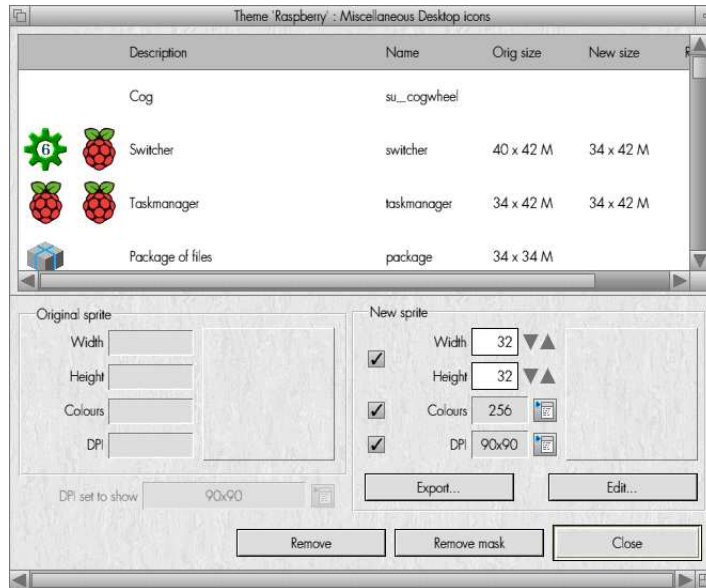 Theme 'Raspberry' : Miscellaneous Desktop icons
Description Name Orig size New size
Cog su_cogwheel
6 Switcher switcher 40 x 42 M 34 x 42 M
Taskmanager taskmanager 34 x 42 M 34 x 42 M
Package of files package 34 x 34 M
Original sprite
Width
Height
Colours
DPI
DPI set to show 90x90
New sprite
Width 32
Height 32
Colours 256
DPI 90x90
Export... Edit...
Remove Remove mask Close